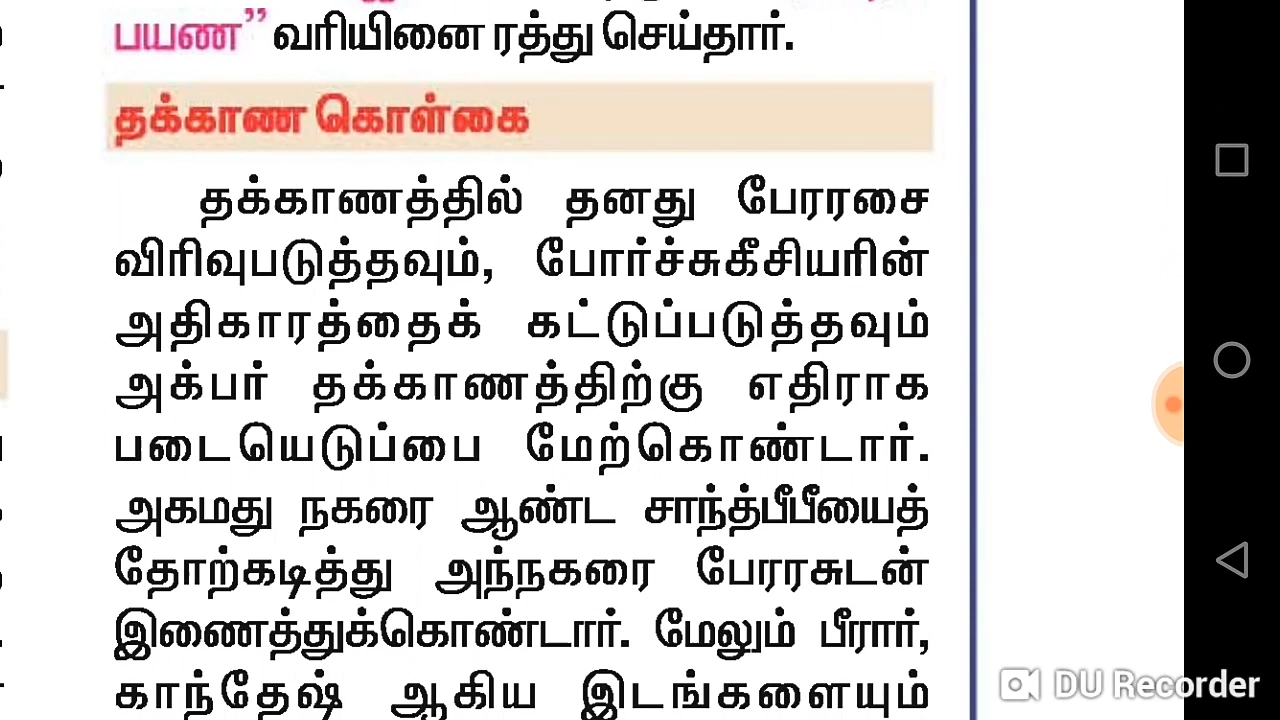 பயண” வரியினை ரத்து செய்தார்.
தக்காண கொள்கை
தக்காணத்தில் தனது பேரரசை
விரிவுபடுத்தவும், போர்ச்சுகீசியரின்
அதிகாரத்தைக் கட்டுப்படுத்தவும்
அக்பர் தக்காணத்திற்கு எதிராக
படையெடுப்பை மேற்கொண்டார்.
அகமது நகரை ஆண்ட சாந்த்பீபீயைத்
தோற்கடித்து அந்நகரை பேரரசுடன்
இணைத்துக்கொண்டார். மேலும் பீரார்,
காந்தேஷ் ஆகிய இடங்களையும்
DU Recorder